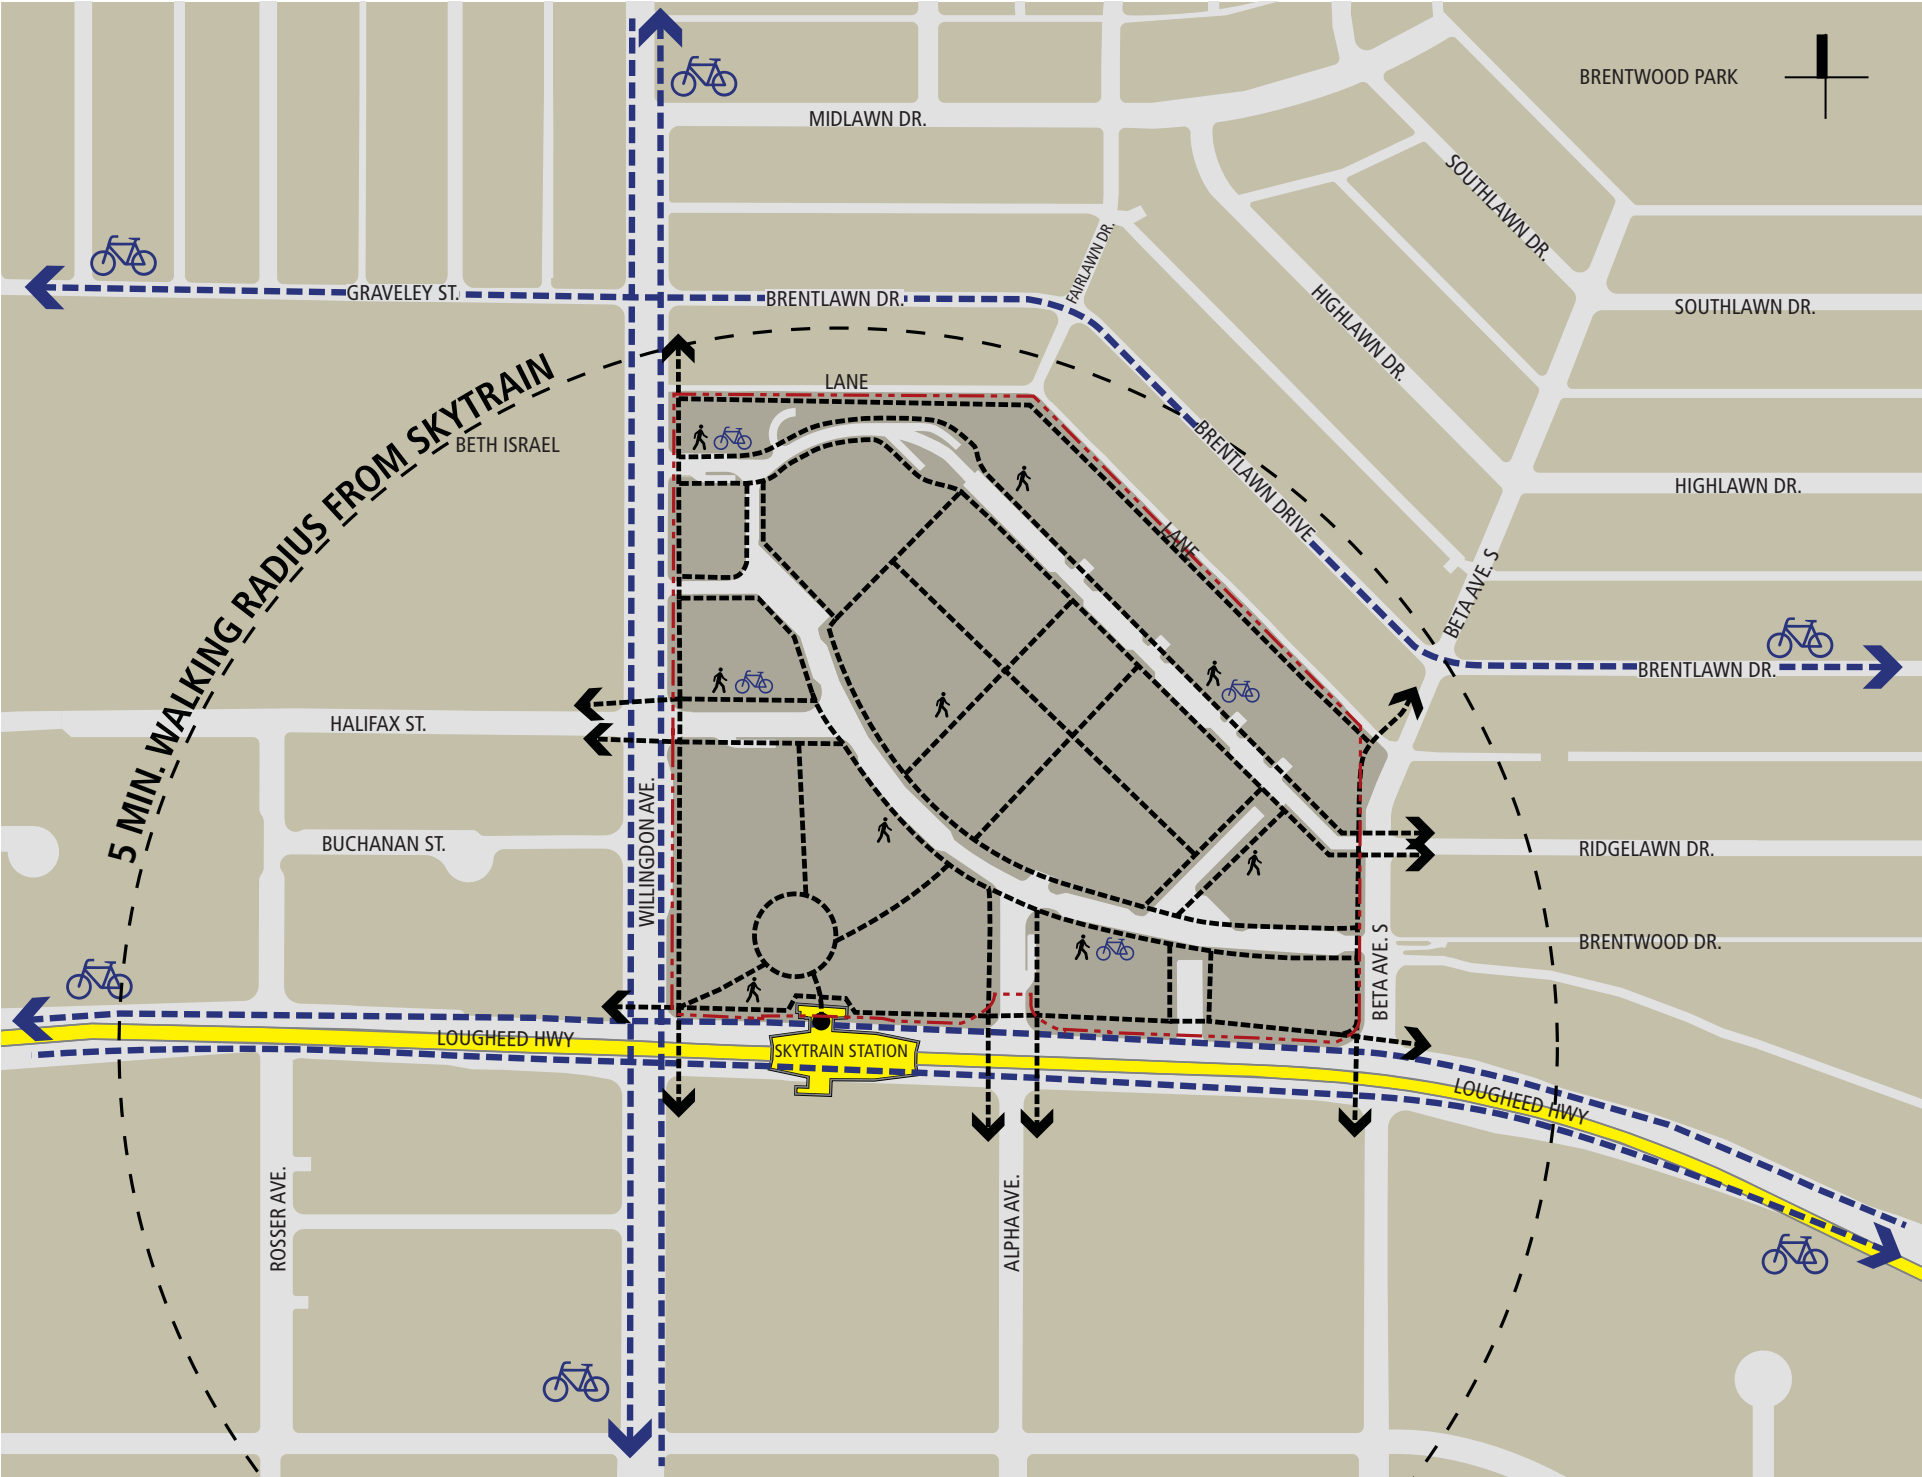 BRENTWOOD PARK
MIDLAWN DR.
SOUTHLAWN DR.
FAIRLAWN DR.
GRAVELEY ST.
BRENTLAWN DR.
HIGHLAWN DR.
SOUTHLAWN DR.
5 MIN. WALKING RADIUS FROM SKYTRAIN
LANE
BETH ISRAEL
BRENTLAWN DRIVE
HIGHLAWN DR.
LANE
BETA AVE. S
BRENTLAWN DR.
HALIFAX ST.
WILLINGDON AVE.
BUCHANAN ST.
RIDGELAWN DR.
BRENTWOOD DR.
BETA AVE. S
LOUGHEED HWY
SKYTRAIN STATION
LOUGHEED HWY
ROSSER AVE.
ALPHA AVE.